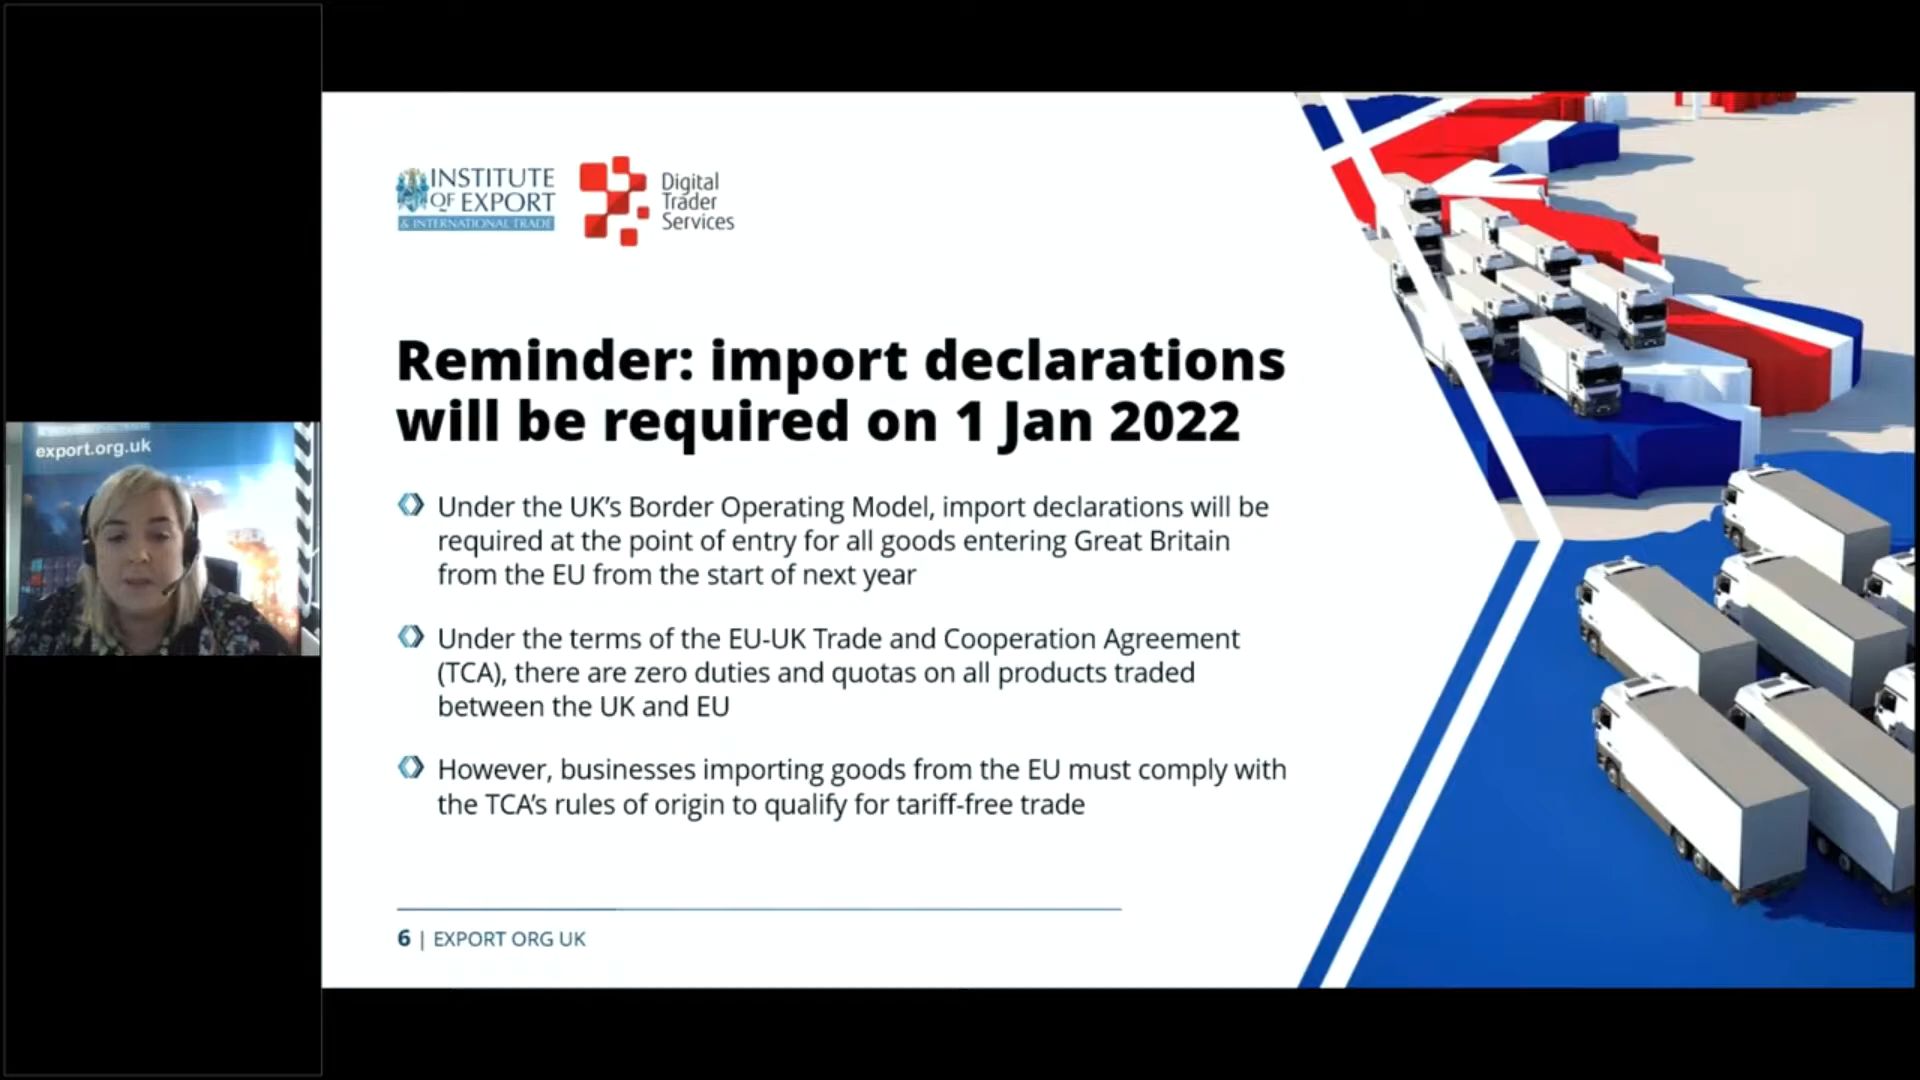 INSTITUTE
OF EXPORT
& INTERNATIONAL TRADE
Digital
Trader
Services
Reminder: import declarations
will be required on 1 Jan 2022
export.org.uk
Under the UK’s Border Operating Model, import declarations will be
required at the point of entry for all goods entering Great Britain
from the EU from the start of next year
Under the terms of the EU-UK Trade and Cooperation Agreement
(TCA), there are zero duties and quotas on all products traded
between the UK and EU
However, businesses importing goods from the EU must comply with
the TCA’s rules of origin to qualify for tariff-free trade
6 | EXPORT ORG UK